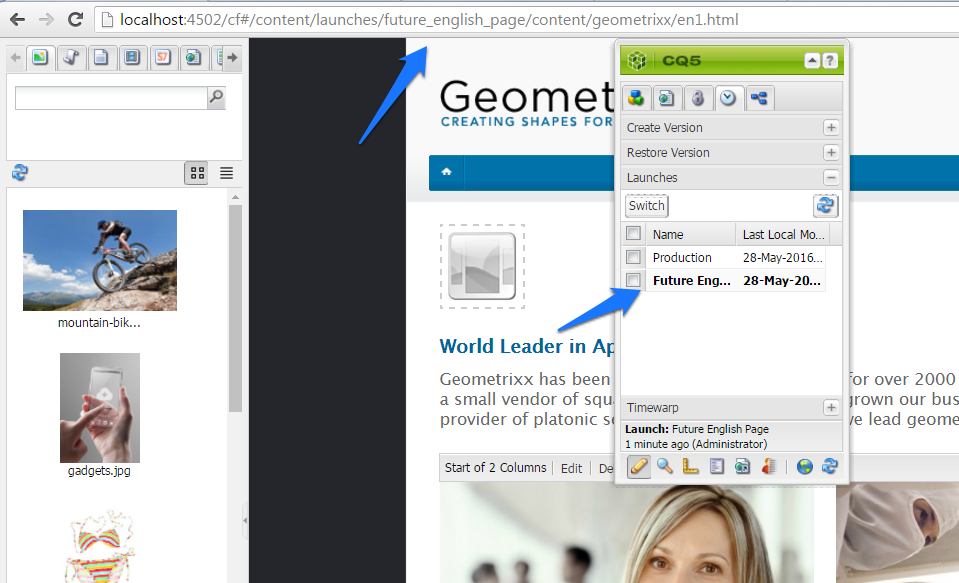 localhost:4502/cf#/content/launches/future_english_page/content/geometrixx/en1.html
57
mountain-bik...
gadgets.jpg
Geomet
CREATING SHAPES FOR
World Leader in Ap
Geometrixx has been
for over 2000
a small vendor of squ
grown our bus
provider of platonic s
ve lead geome
Start of 2 Columns
Edit
De
CQ5
?
Create Version
Restore Version
Launches
Switch
Name
Last Local Mo...
Production
28-May-2016...
Future Eng...
28-May-20...
Timewarp
Launch: Future English Page
1 minute ago (Administrator)